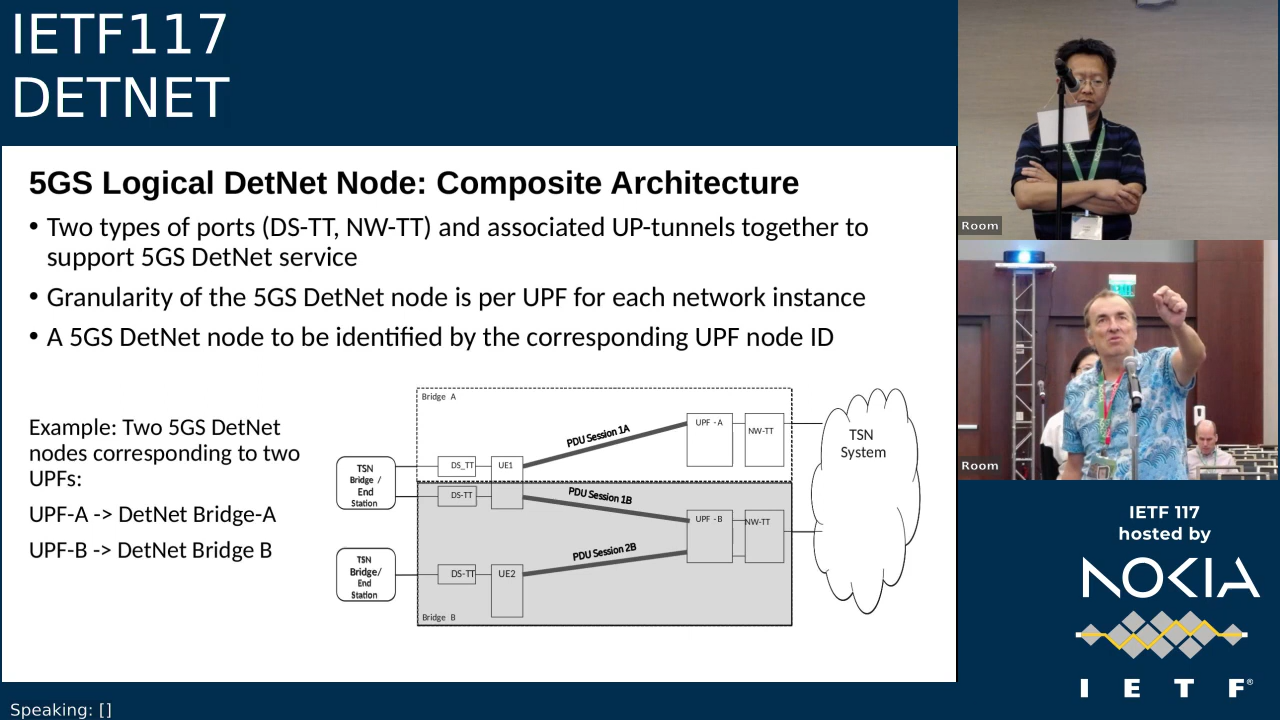 IETF117
DETNET
5GS Logical DetNet Node: Composite Architecture
• Two types of ports (DS-TT, NW-TT) and associated UP-tunnels together to
support 5GS DetNet service
• Granularity of the 5GS DetNet node is per UPF for each network instance
• A 5GS DetNet node to be identified by the corresponding UPF node ID
Example: Two 5GS DetNet
nodes corresponding to two
UPFs:
UPF-A -> DetNet Bridge-A
UPF-B -> DetNet Bridge B
Bridge A
TSN
Bridge /
End
Station
DS_TT
UE1
PDU Session 1A
UPF - A
NW-TT
TSN
System
DS-TT
PDU Session 1B
UPF - B
NW-TT
PDU Session 2B
TSN
Bridge/
End
Station
DS-TT
UE2
Bridge B
Room
Room
IETF 117
hosted by
NOKIA
I E T F®
Speaking: []